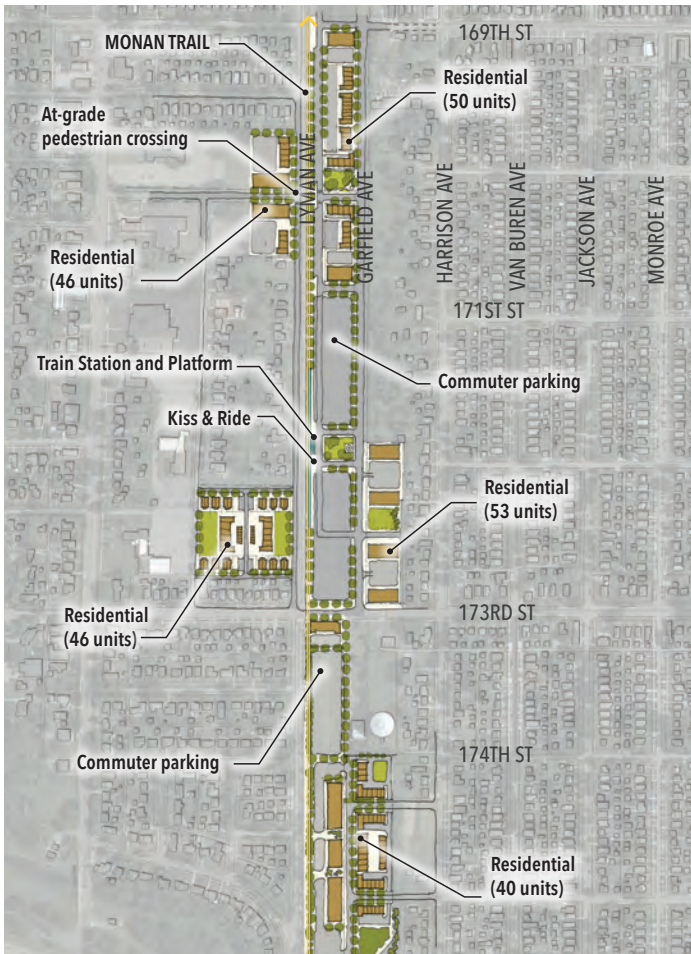 169TH ST
MONAN TRAIL
Residential
(50 units)
At-grade
pedestrian crossing
LYMAN AVE
GARFIELD AVE
HARRISON AVE
VAN BUREN AVE
JACKSON AVE
MONROE AVE
Residential
(46 units)
171ST ST
Train Station and Platform
Commuter parking
Kiss & Ride
Residential
(53 units)
Residential
(46 units)
173RD ST
174TH ST
Commuter parking
Residential
(40 units)